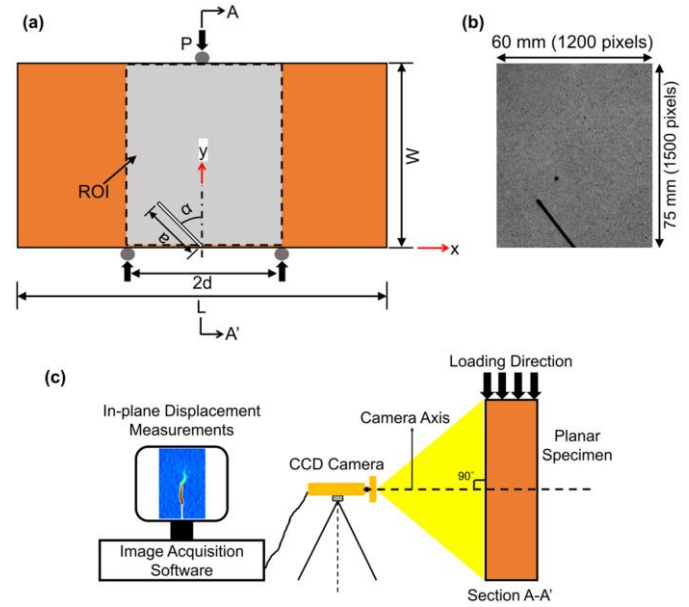 (a)
A
P
y
ROI
α
a
W
x
2d
L
A'
(b)
60 mm (1200 pixels)
75 mm (1500 pixels)
(c)
In-plane Displacement
Measurements
Image Acquisition
Software
CCD Camera
Camera Axis
Loading Direction
90°
Planar
Specimen
Section A-A'